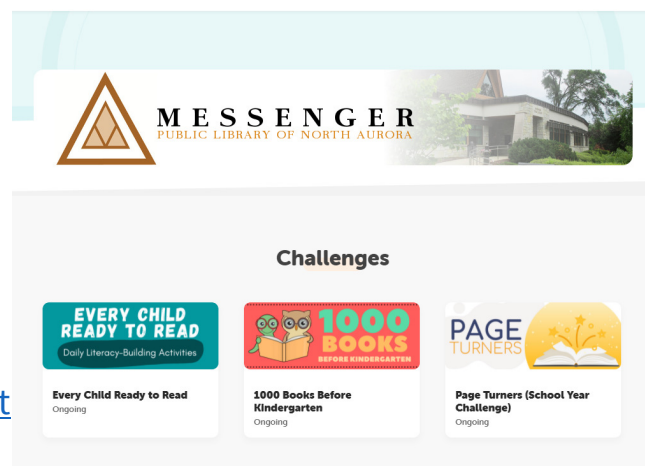 MESSENGER
PUBLIC LIBRARY OF NORTH AURORA
Challenges
EVERY CHILD
READY TO READ
Daily Literacy-Building Activities
Every Child Ready to Read
Ongoing
1000
BOOKS
BEFORE KINDERGARTEN
1000 Books Before
Kindergarten
Ongoing
PAGE
TURNERS
Page Turners (School Year
Challenge)
Ongoing
t